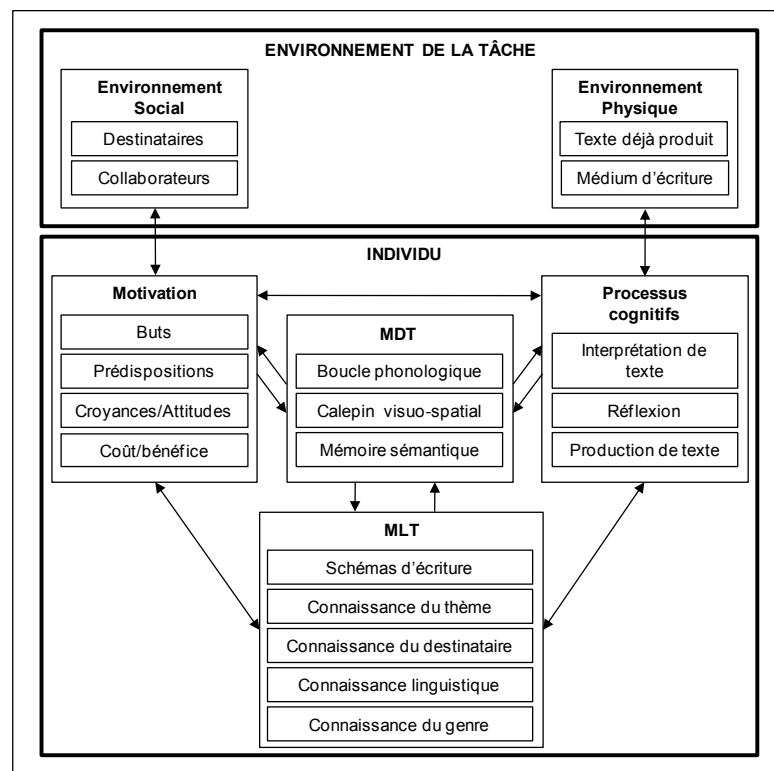 ENVIRONNEMENT DE LA TÂCHE
Environnement
Social
Destinataires
Collaborateurs
Environnement
Physique
Texte déjà produit
Médium d'écriture
INDIVIDU
Motivation
Buts
Prédispositions
Croyances/Attitudes
Coût/bénéfice
MDT
Boucle phonologique
Calepin visuo-spatial
Mémoire sémantique
Processus
cognitifs
Interprétation de
texte
Réflexion
Production de texte
MLT
Schémas d'écriture
Connaissance du thème
Connaissance du destinataire
Connaissance linguistique
Connaissance du genre